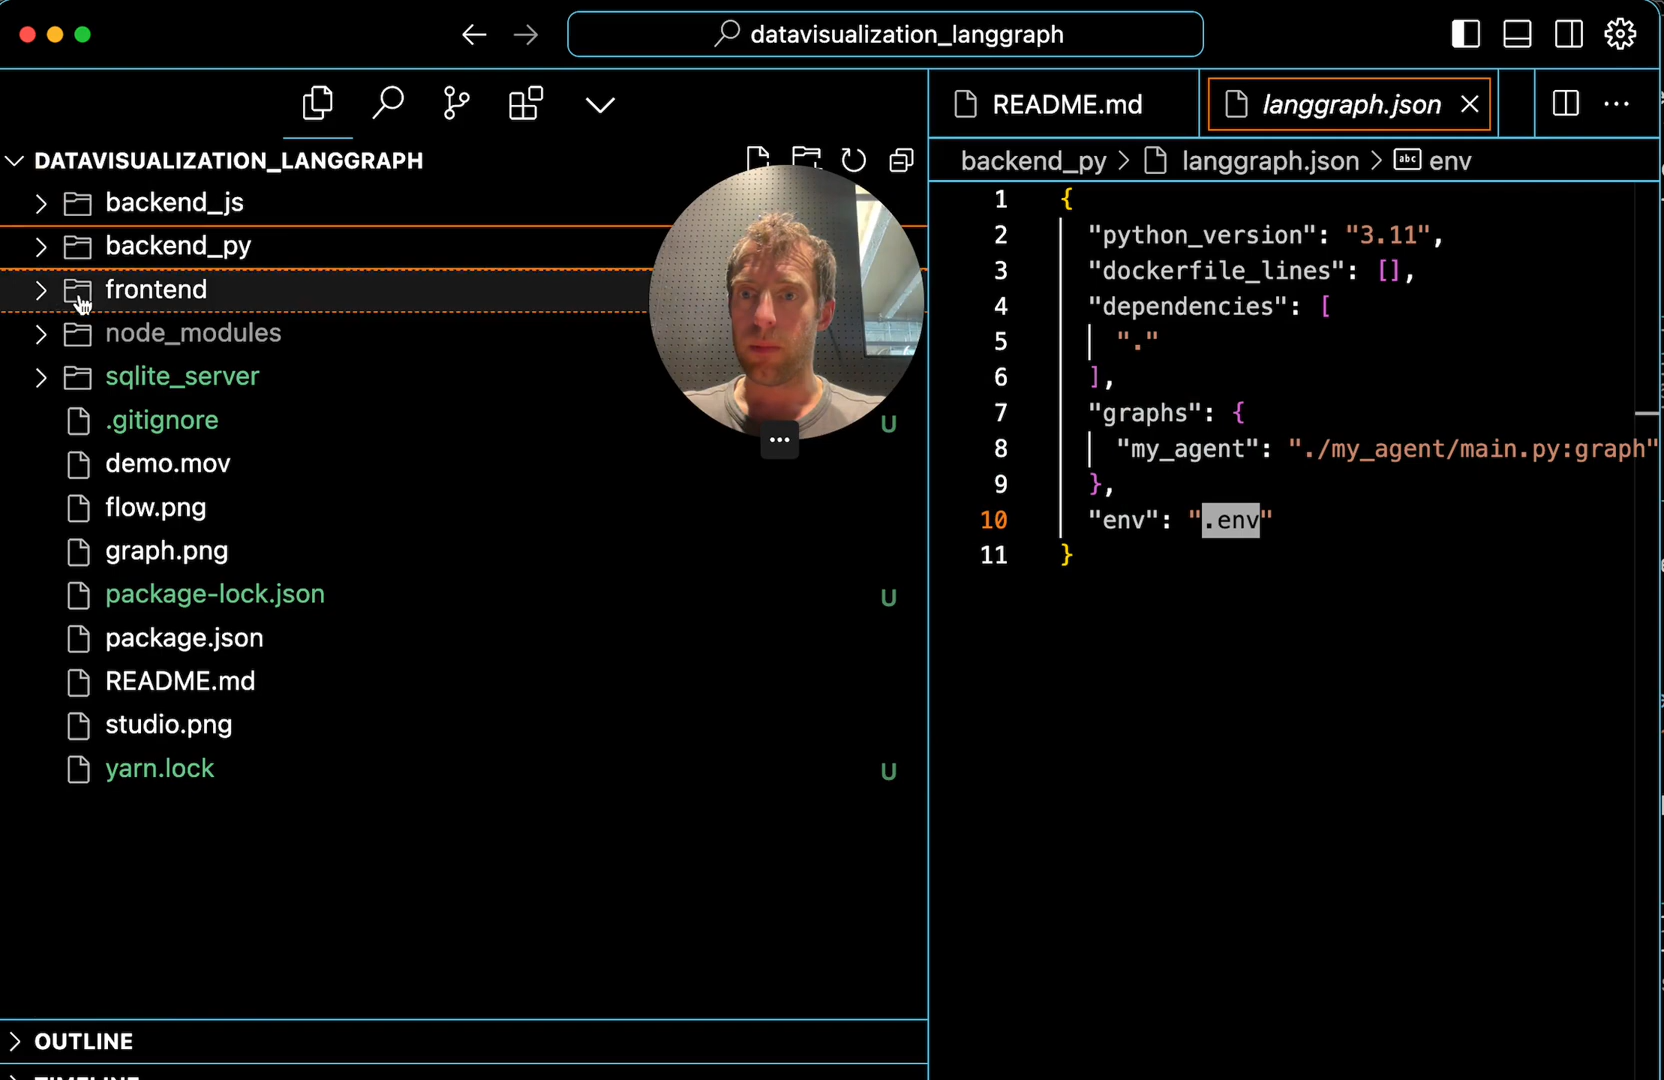 datavisualization_langgraph
README.md
langgraph.json
DATAVISUALIZATION_LANGGRAPH
backend_js
backend_py
frontend
node_modules
sqlite_server
.gitignore U
demo.mov
flow.png
graph.png
package-lock.json U
package.json
README.md
studio.png
yarn.lock U
OUTLINE
backend_py > langgraph.json > abc env
1 {
2 "python_version": "3.11",
3 "dockerfile_lines": [],
4 "dependencies": [
5 "."
6 ],
7 "graphs": {
8 "my_agent": "./my_agent/main.py:graph"
9 },
10 "env": ".env"
11 }